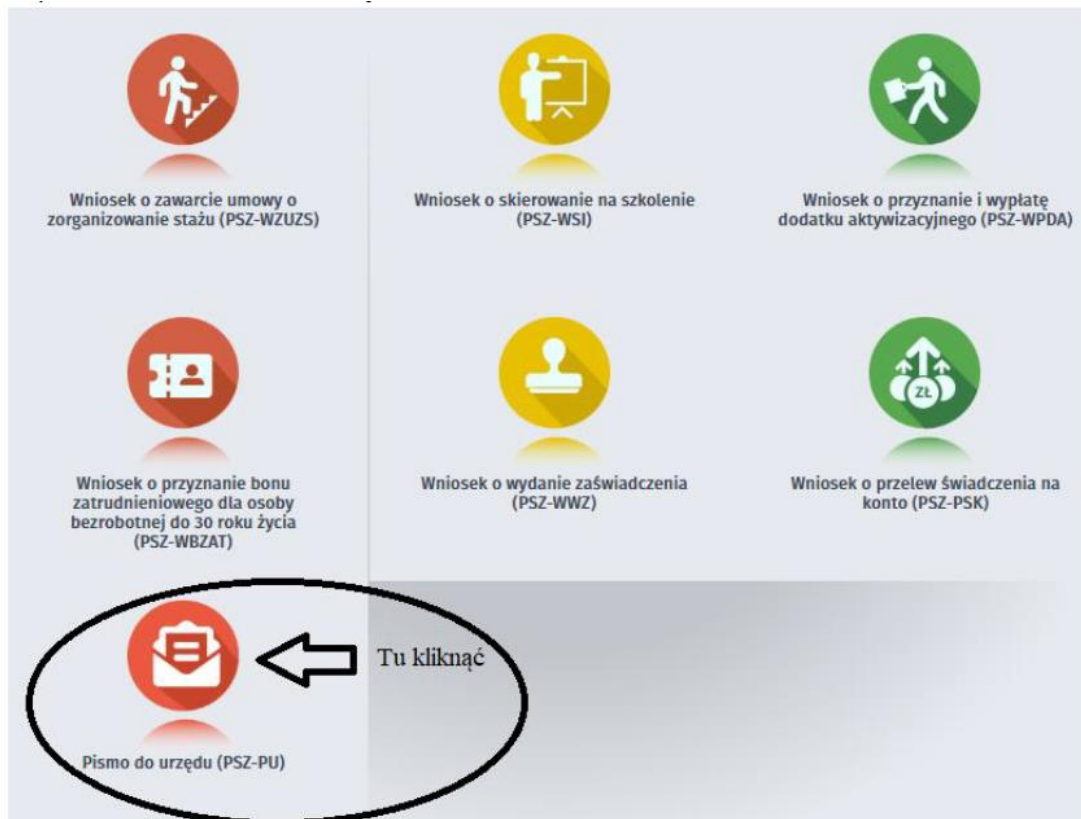 Wniosek o zawarcie umowy o
zorganizowanie stażu (PSZ-WZUZS)
Wniosek o skierowanie na szkolenie
(PSZ-WSI)
Wniosek o przyznanie i wypłatę
dodatku aktywizacyjnego (PSZ-WPDA)
Wniosek o przyznanie bonu
zatrudnieniowego dla osoby
bezrobotnej do 30 roku życia
(PSZ-WBZAT)
Wniosek o wydanie zaświadczenia
(PSZ-WWZ)
ZŁ
Wniosek o przelew świadczenia na
konto (PSZ-PSK)
Tu kliknąć
Pismo do urzędu (PSZ-PU)